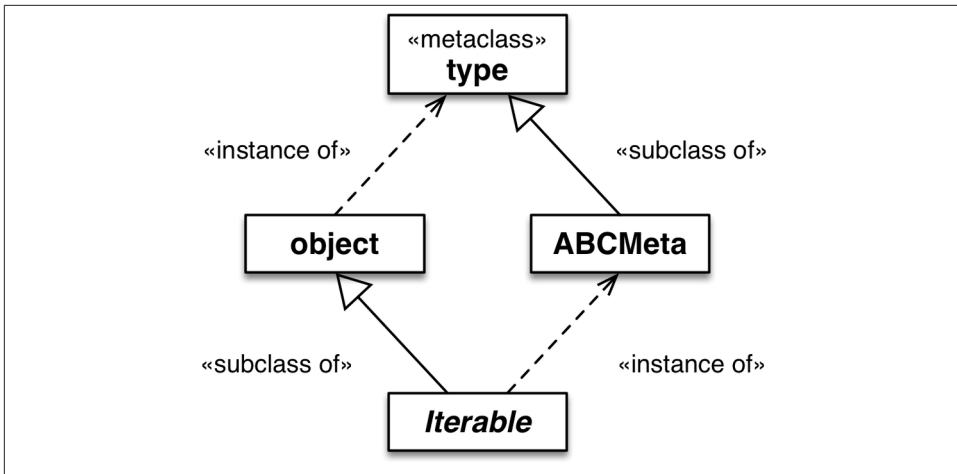 «metaclass»
type
«instance of»
«subclass of»
object
ABCMeta
«subclass of»
«instance of»
Iterable